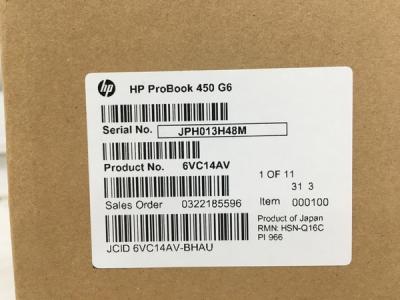 hp HP ProBook 450 G6
Serial No. JPH013H48M
Product No. 6VC14AV
1 OF 11
31 3
Sales Order 0322185596 Item 000100
Product of Japan
RMN: HSN-Q16C
PI 966
JCID 6VC14AV-BHAU